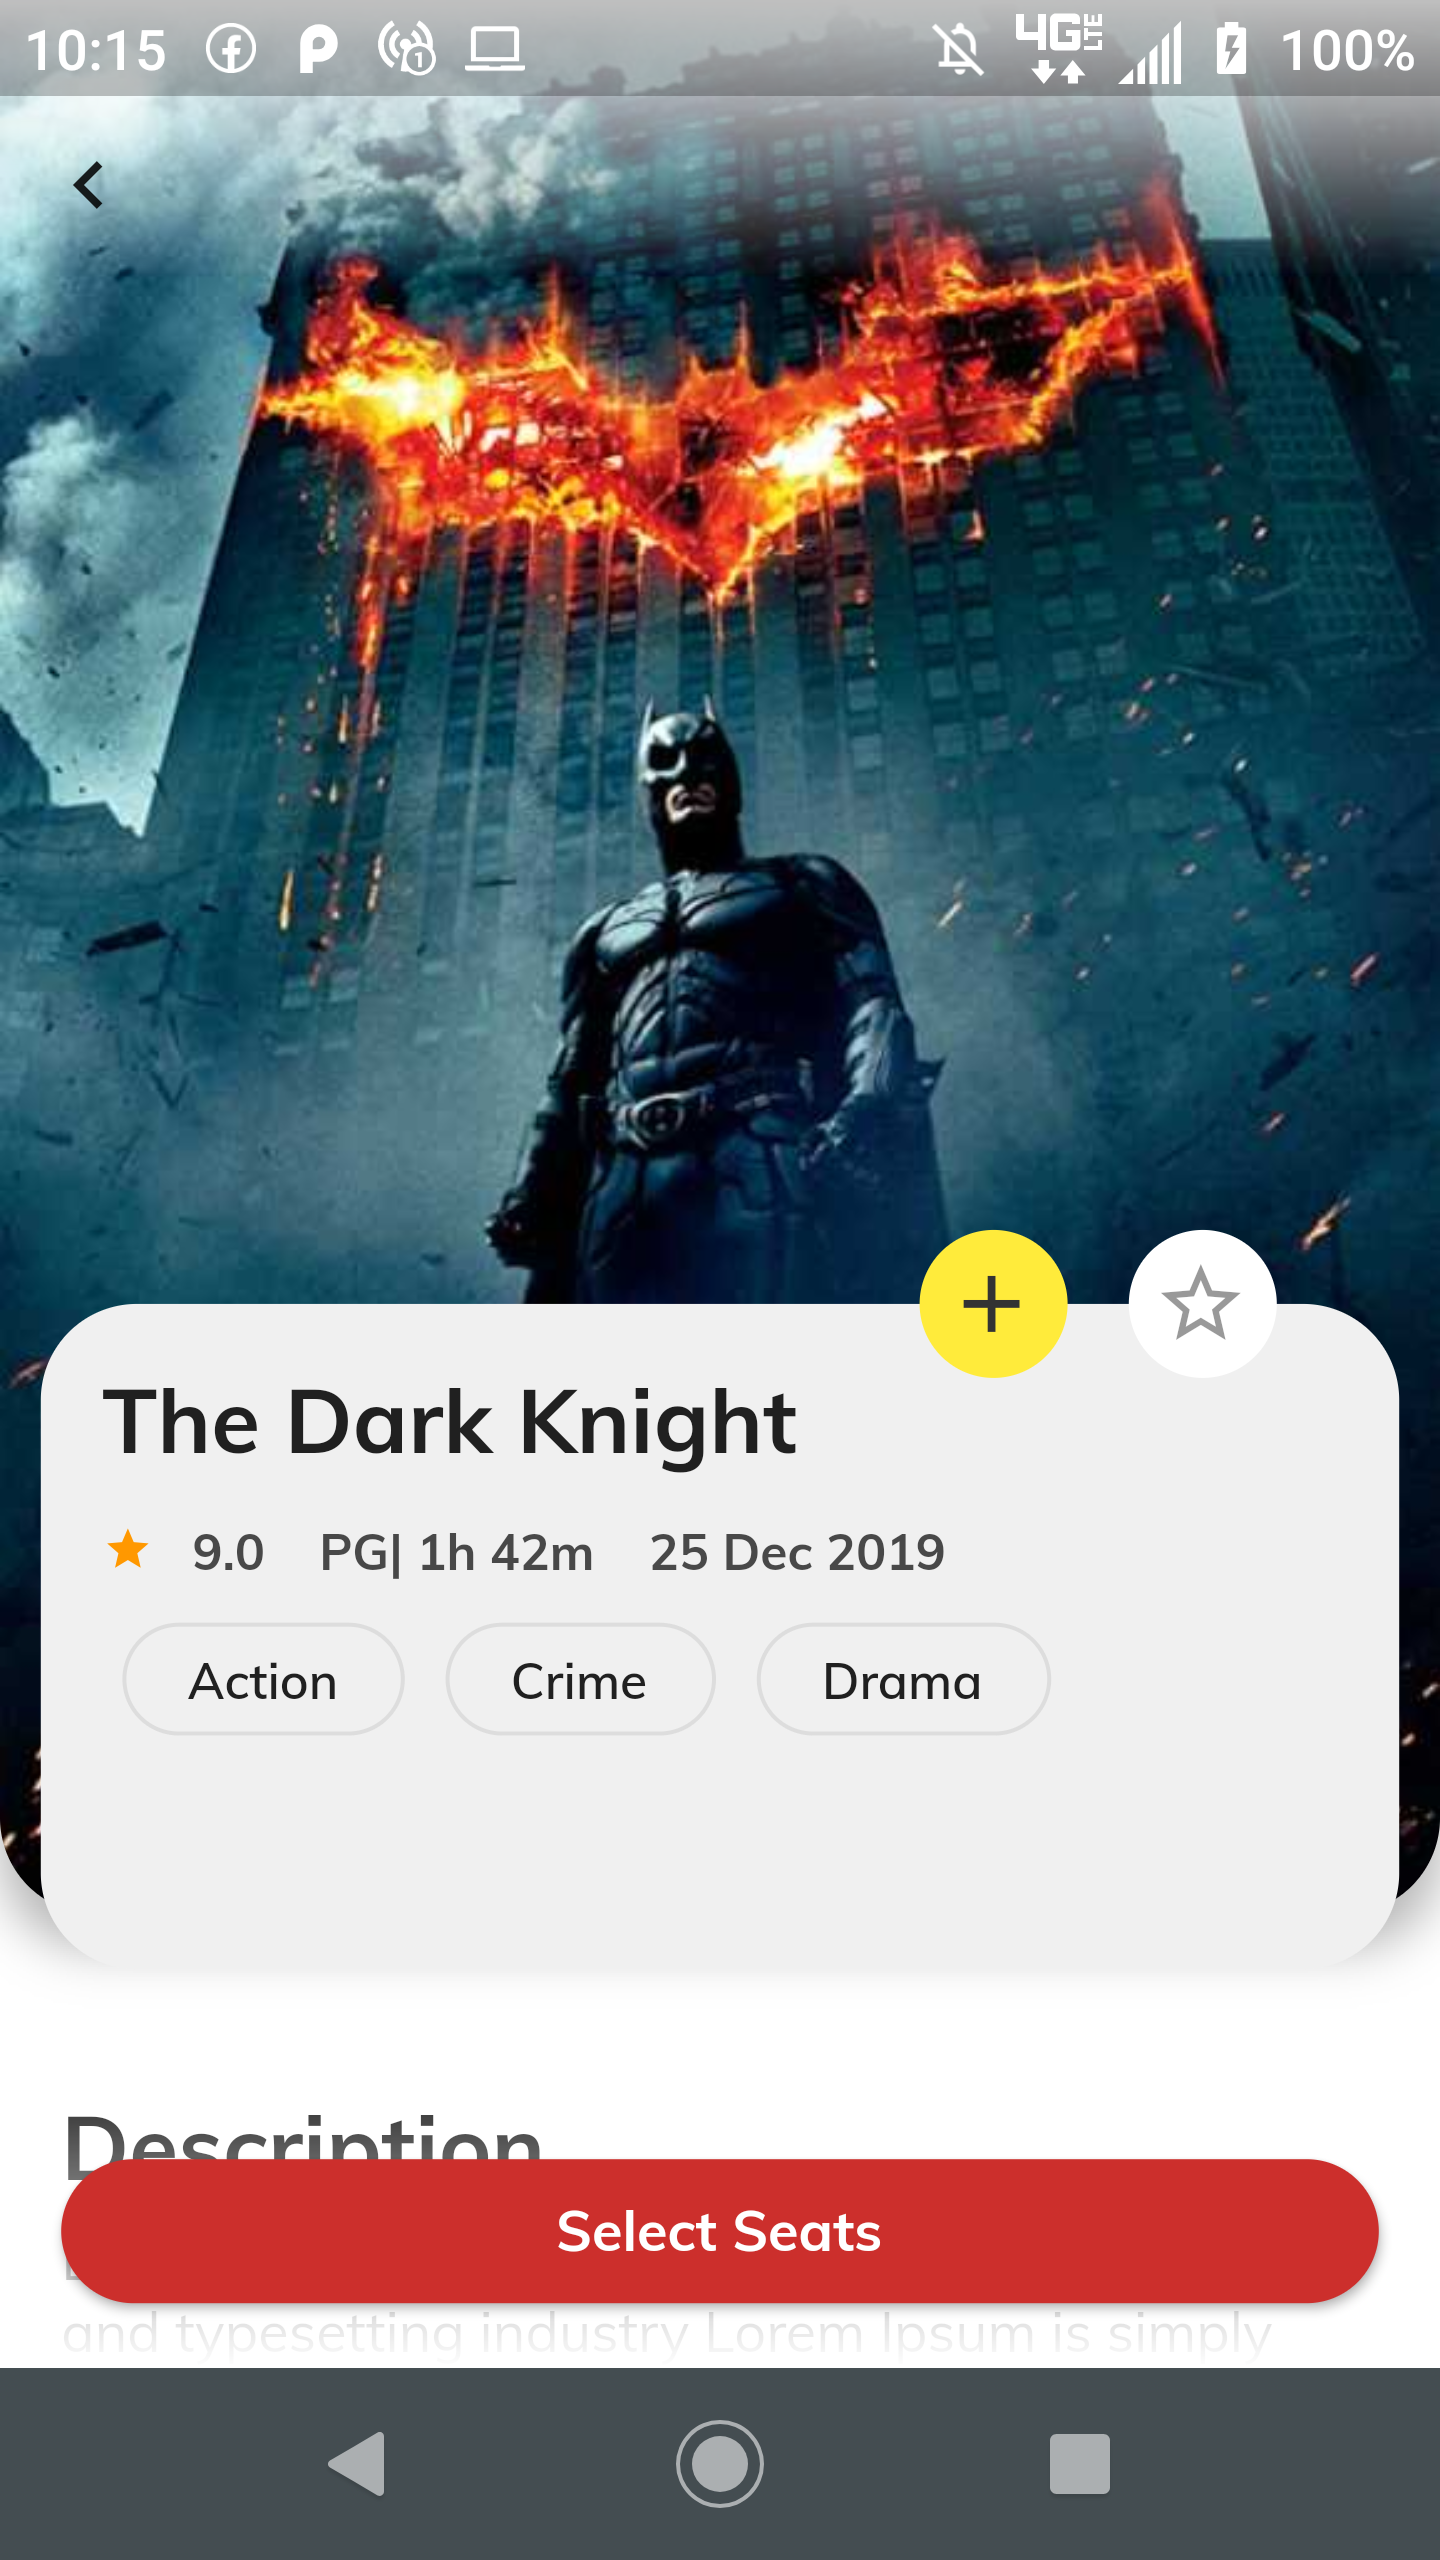 10:15 1 4G LTE 100%
The Dark Knight
9.0 PG| 1h 42m 25 Dec 2019
Action Crime Drama
Description
Select Seats
and typesetting industry Lorem Ipsum is simply